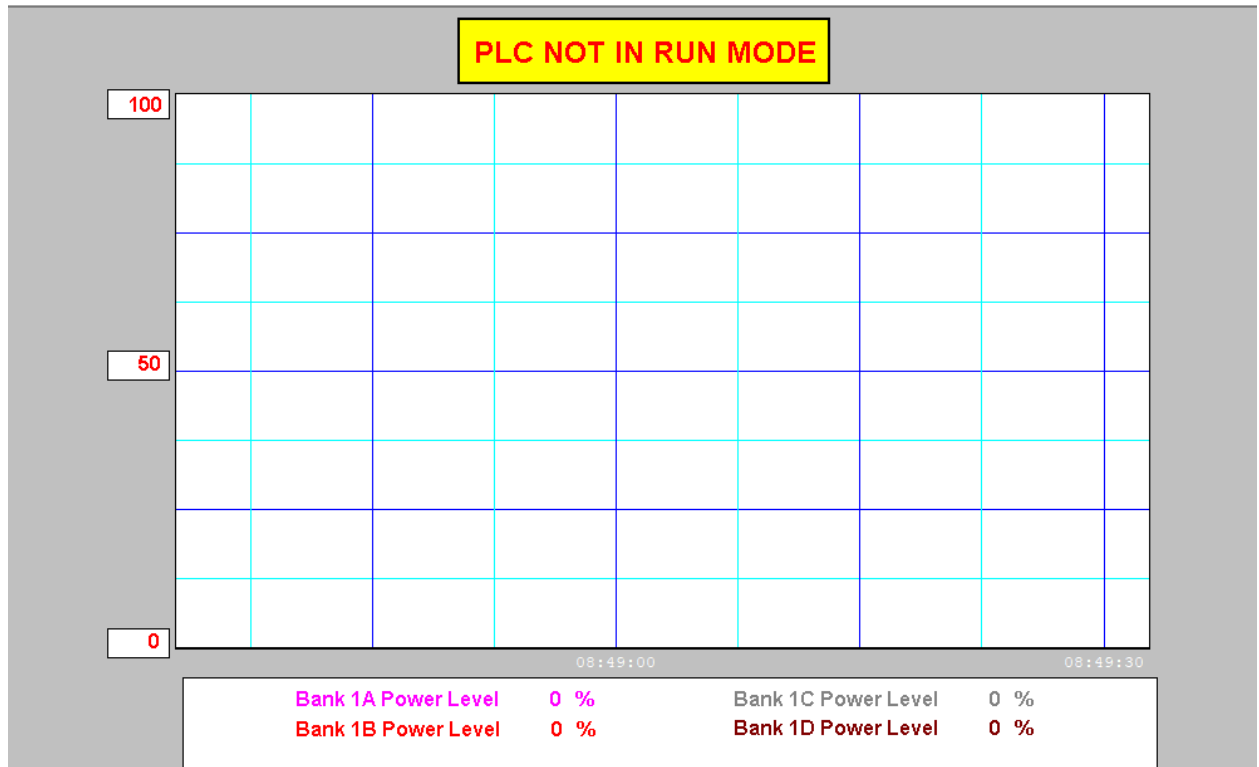 PLC NOT IN RUN MODE
100
50
0
08:49:00 08:49:30
Bank 1A Power Level 0 % Bank 1C Power Level 0 %
Bank 1B Power Level 0 % Bank 1D Power Level 0 %